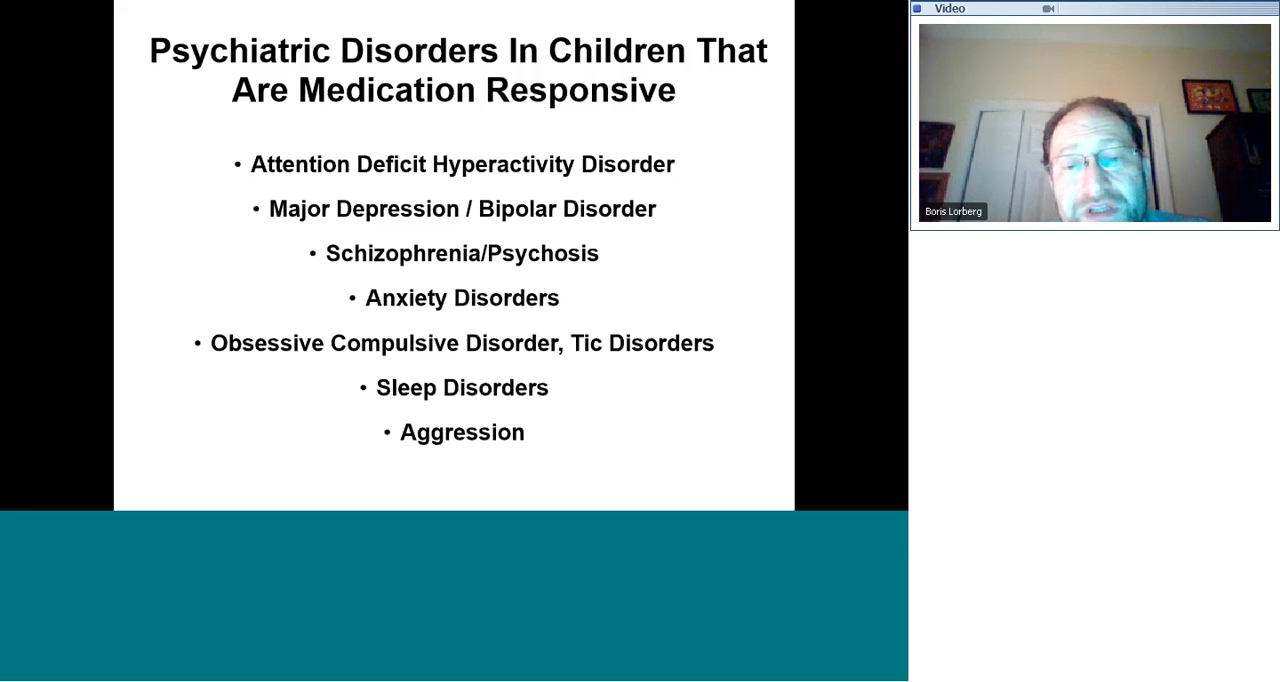 Psychiatric Disorders In Children That
Are Medication Responsive
• Attention Deficit Hyperactivity Disorder
• Major Depression / Bipolar Disorder
• Schizophrenia/Psychosis
• Anxiety Disorders
• Obsessive Compulsive Disorder, Tic Disorders
• Sleep Disorders
• Aggression
Video
Boris Lorberg